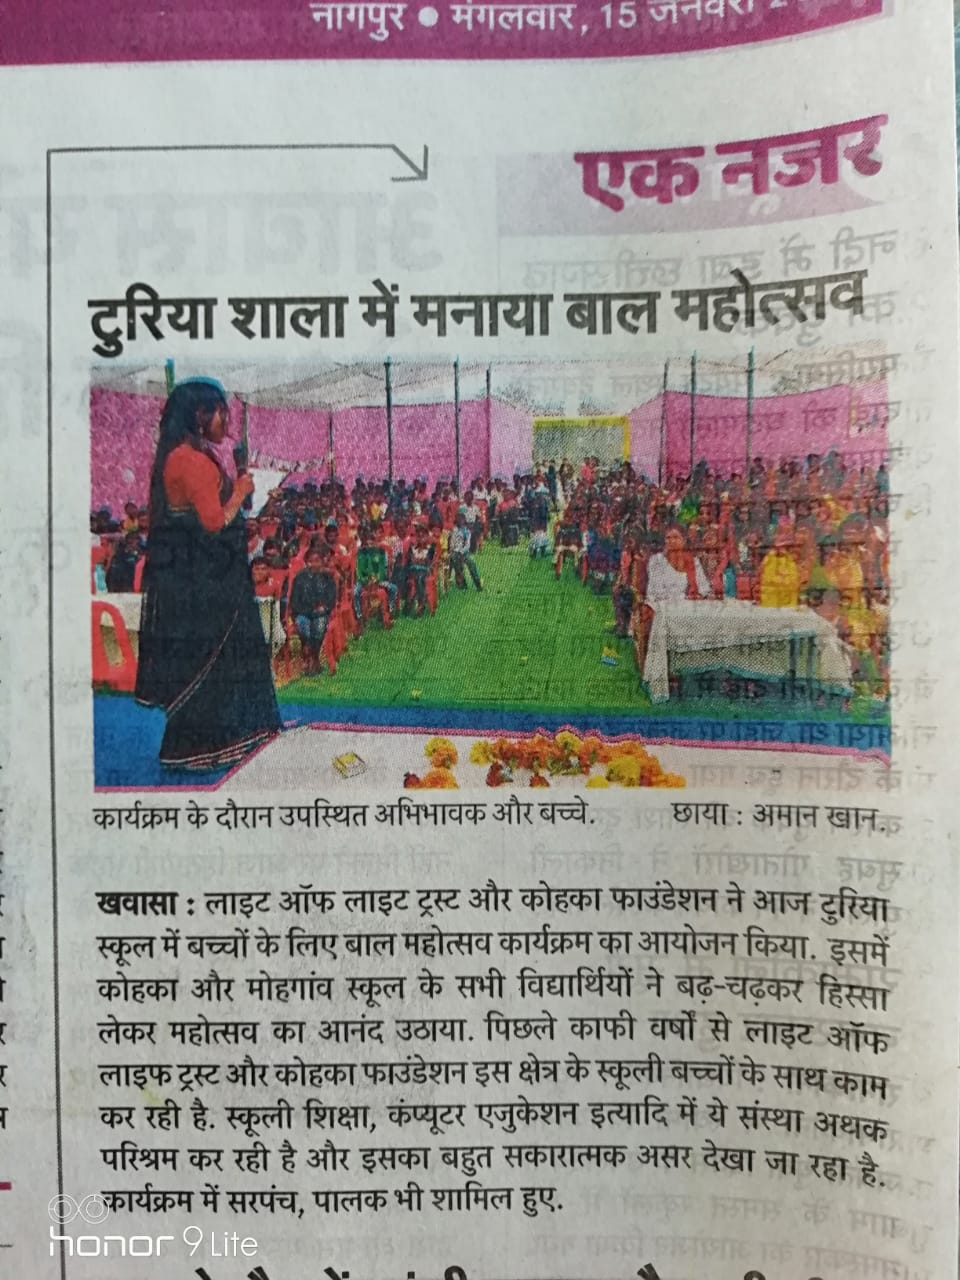 नागपुर ● मंगलवार, 15 जनवरी
एक नज़र
टुरिया शाला में मनाया बाल महोत्सव
कार्यक्रम के दौरान उपस्थित अभिभावक और बच्चे. छाया : अमान खान.
खवासा : लाइट ऑफ लाइट ट्रस्ट और कोहका फाउंडेशन ने आज टुरिया
स्कूल में बच्चों के लिए बाल महोत्सव कार्यक्रम का आयोजन किया. इसमें
कोहका और मोहगांव स्कूल के सभी विद्यार्थियों ने बढ़-चढ़कर हिस्सा
लेकर महोत्सव का आनंद उठाया. पिछले काफी वर्षों से लाइट ऑफ
लाइफ ट्रस्ट और कोहका फाउंडेशन इस क्षेत्र के स्कूली बच्चों के साथ काम
कर रही है. स्कूली शिक्षा, कंप्यूटर एजुकेशन इत्यादि में ये संस्था अथक
परिश्रम कर रही है और इसका बहुत सकारात्मक असर देखा जा रहा है.
कार्यक्रम में सरपंच, पालक भी शामिल हुए.
honor 9 Lite